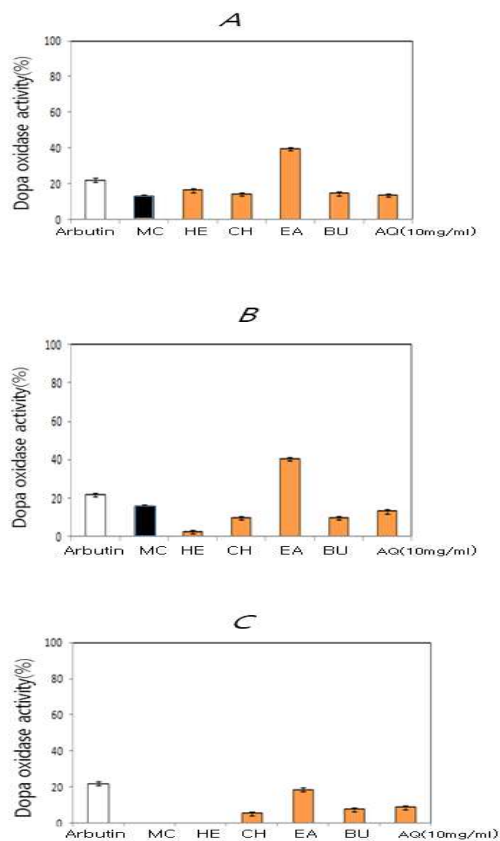 A
Dopa oxidase activity(%)
100
80
60
40
20
0
Arbutin MC HE CH EA BU AQ(10mg/ml)
B
Dopa oxidase activity(%)
100
80
60
40
20
0
Arbutin MC HE CH EA BU AQ(10mg/ml)
C
Dopa oxidase activity(%)
100
80
60
40
20
0
Arbutin MC HE CH EA BU AQ(10mg/ml)